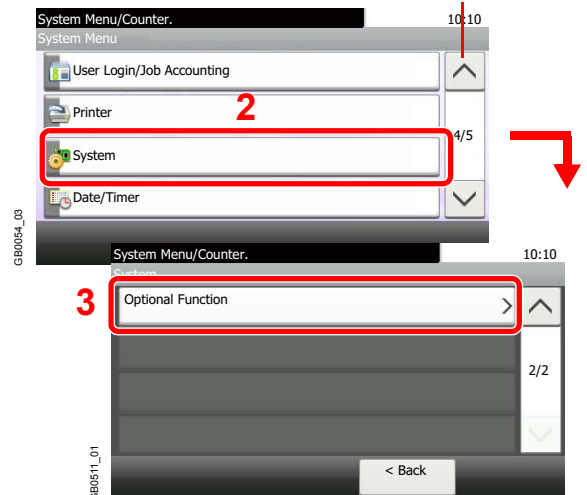 System Menu/Counter. 10:10
System Menu
User Login/Job Accounting
Printer
2
4/5
System
Date/Timer
GB0054_03
System Menu/Counter. 10:10
System
3
Optional Function
2/2
GB0511_01
< Back